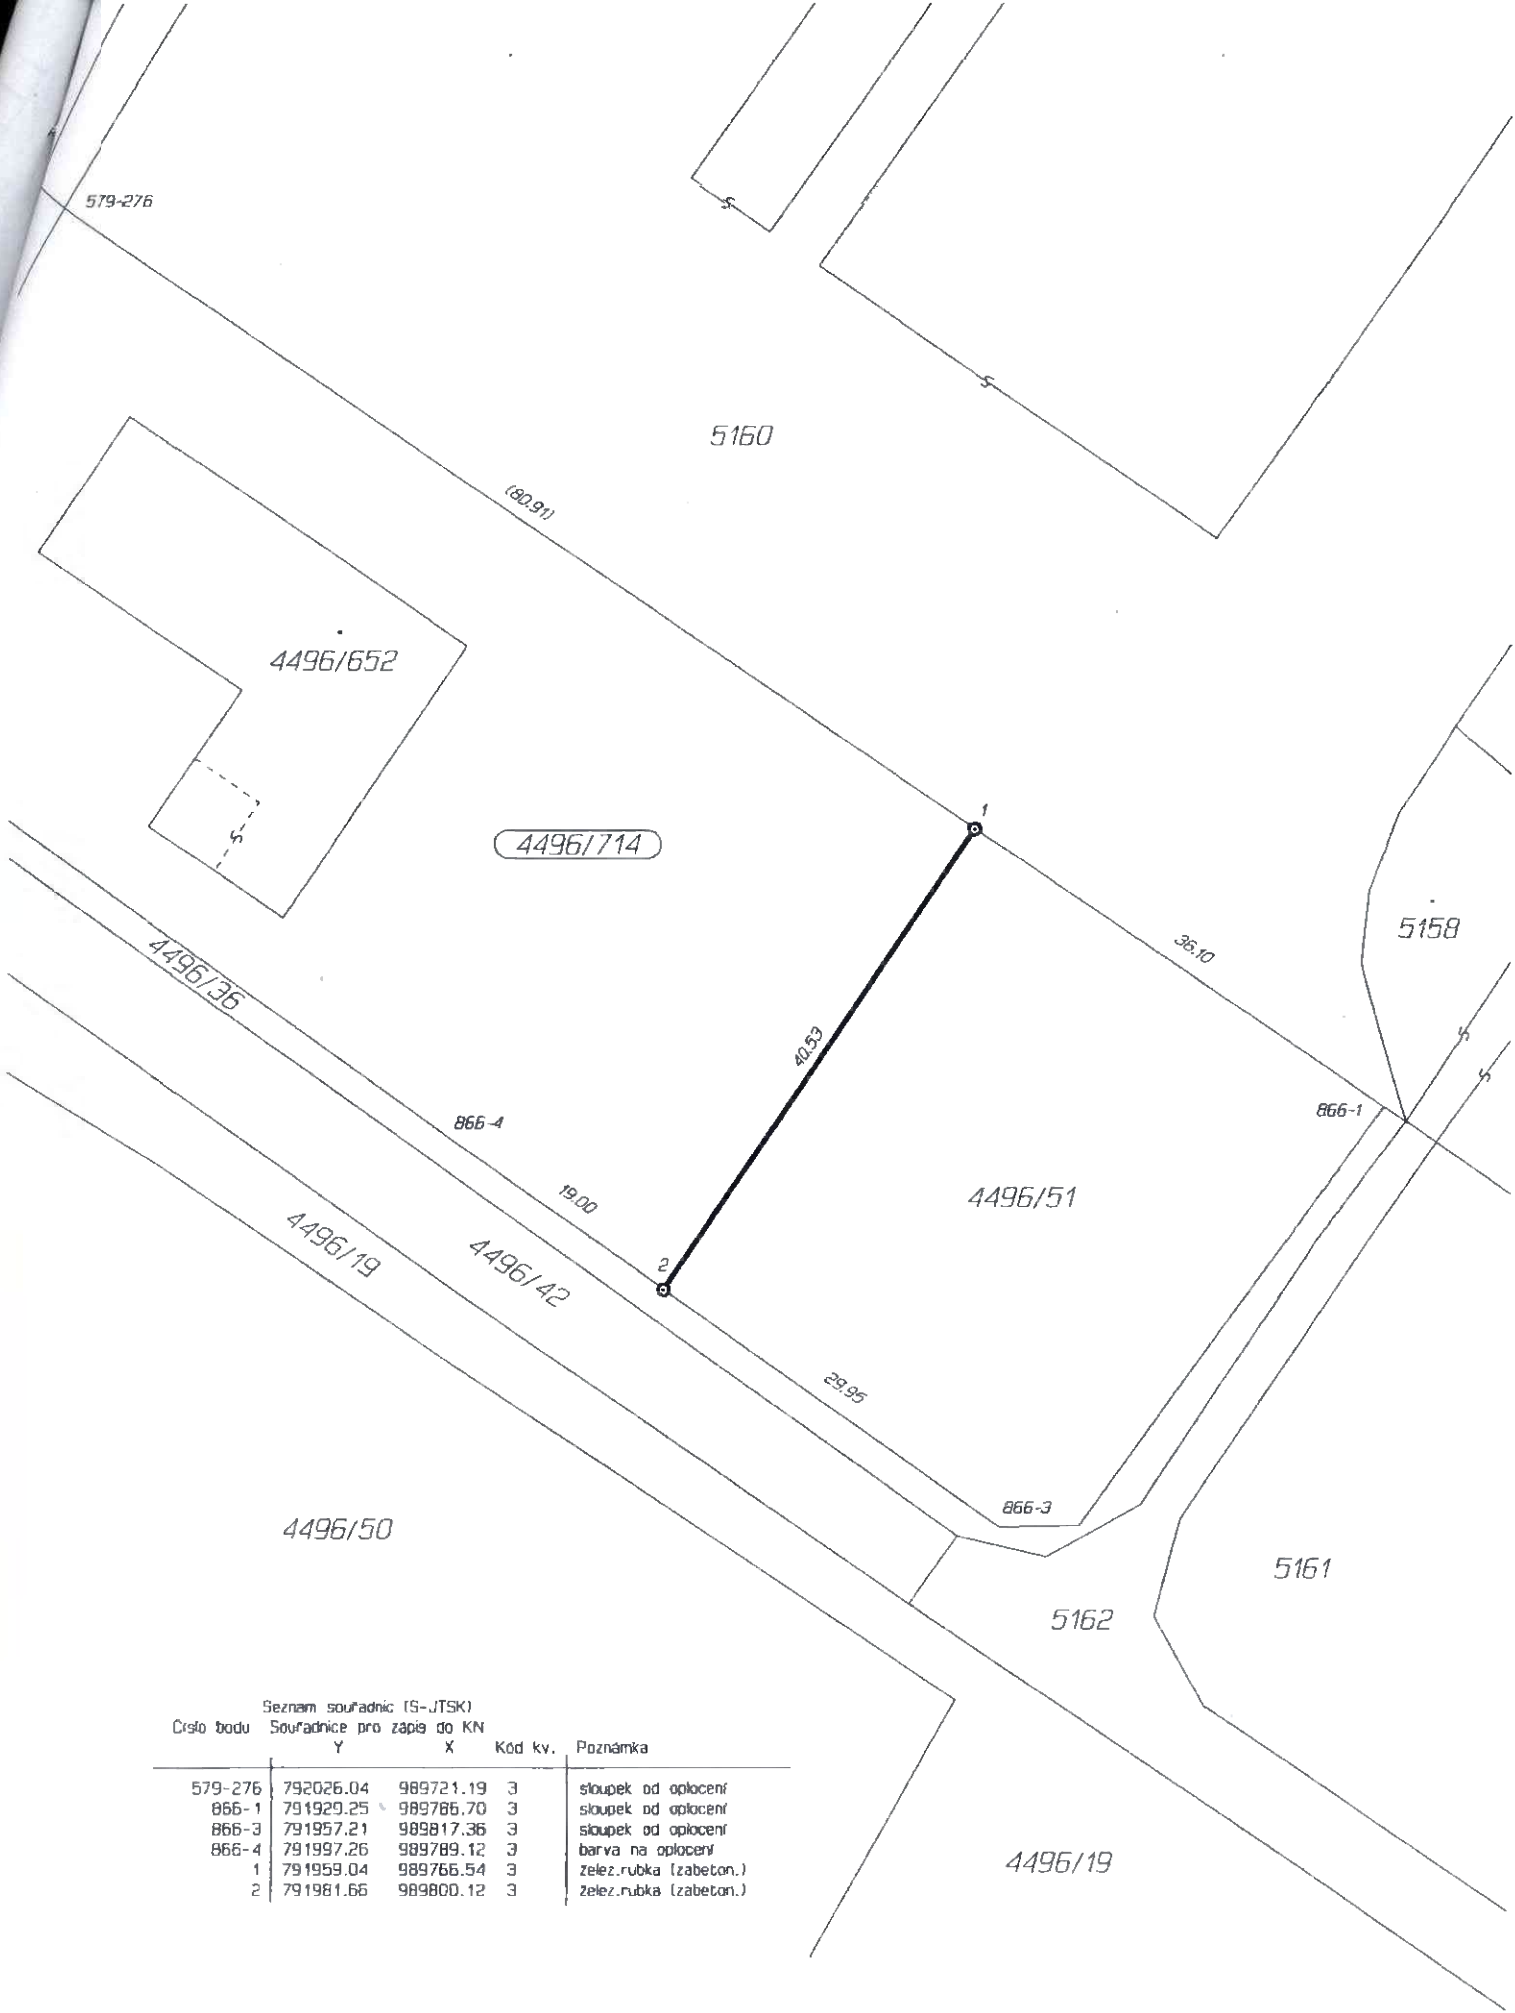 579-276
S
S
5160
(80.91)
4496/652
1
4496/714
S
5158
36.10
4496/36
S
40.53
S
866-4
866-1
19.00
4496/51
4496/19
4496/42
2
29.95
866-3
4496/50
5161
5162
Seznam souřadnic (S-JTSK)
Číslo bodu Souřadnice pro zápis do KN
Y X Kód kv. Poznámka
579-276 792026.04 989721.19 3 sloupek od oplocení
866-1 791929.25 989786.70 3 sloupek od oplocení
866-3 791957.21 989817.36 3 sloupek od oplocení
866-4 791997.26 989789.12 3 barva na oplocení
1 791959.04 989766.54 3 želez.rubka (zabeton.)
2 791981.66 989800.12 3 želez.rubka (zabeton.)
4496/19